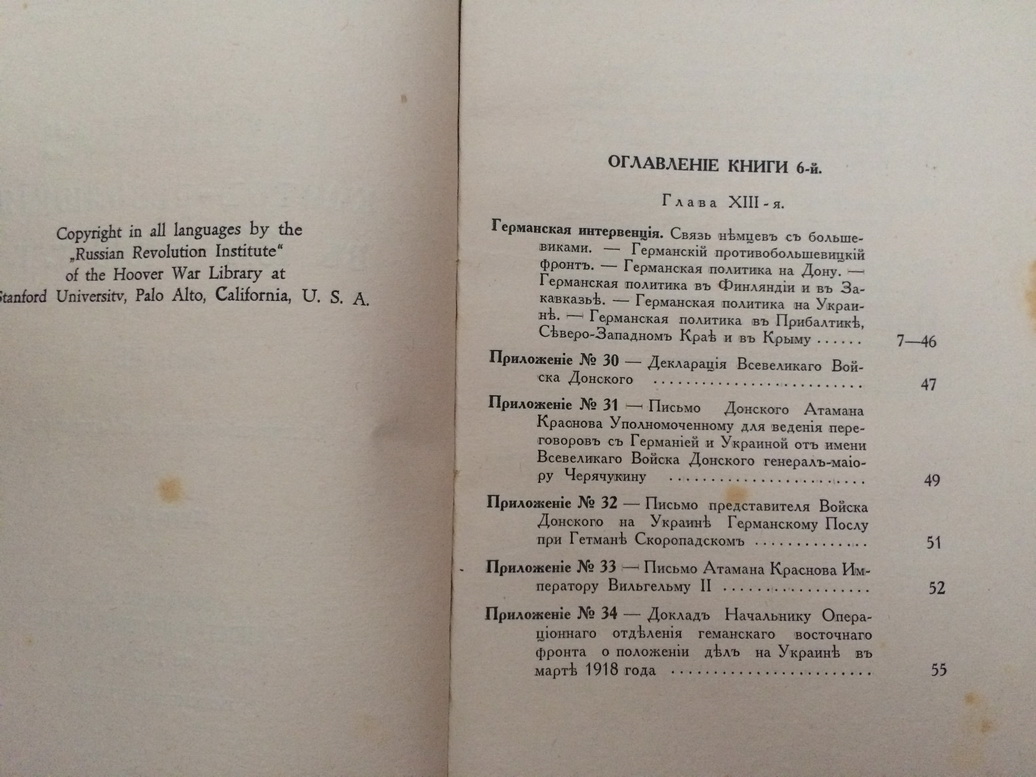 Copyright in all languages by the
„Russian Revolution Institute“
of the Hoover War Library at
Stanford University, Palo Alto, California, U. S. A.
ОГЛАВЛЕНІЕ КНИГИ 6-й.
Глава XIII-я.
Германская интервенція. Связь нѣмцевъ съ больше-
виками. — Германскій противобольшевицкій
фронтъ. — Германская политика на Дону. —
Германская политика въ Финляндіи и въ За-
кавказьѣ. — Германская политика на Украи-
нѣ. — Германская политика въ Прибалтикѣ,
Сѣверо-Западном Краѣ и въ Крыму ...... 7—46
Приложеніе № 30 — Декларація Всевеликаго Вой-
ска Донского .......................... 47
Приложеніе № 31 — Письмо Донского Атамана
Краснова Уполномоченному для веденія пере-
говоровъ съ Германіей и Украиной отъ имени
Всевеликаго Войска Донского генералъ-маіо-
ру Черячукину ........................ 49
Приложеніе № 32 — Письмо представителя Войска
Донского на Украинѣ Германскому Послу
при Гетманѣ Скоропадскомъ .............. 51
Приложеніе № 33 — Письмо Атамана Краснова Им-
ператору Вильгельму II .................. 52
Приложеніе № 34 — Докладъ Начальнику Опера-
ціоннаго отдѣленія геманскаго восточнаго
фронта о положеніи дѣлъ на Украинѣ въ
мартѣ 1918 года ........................ 55